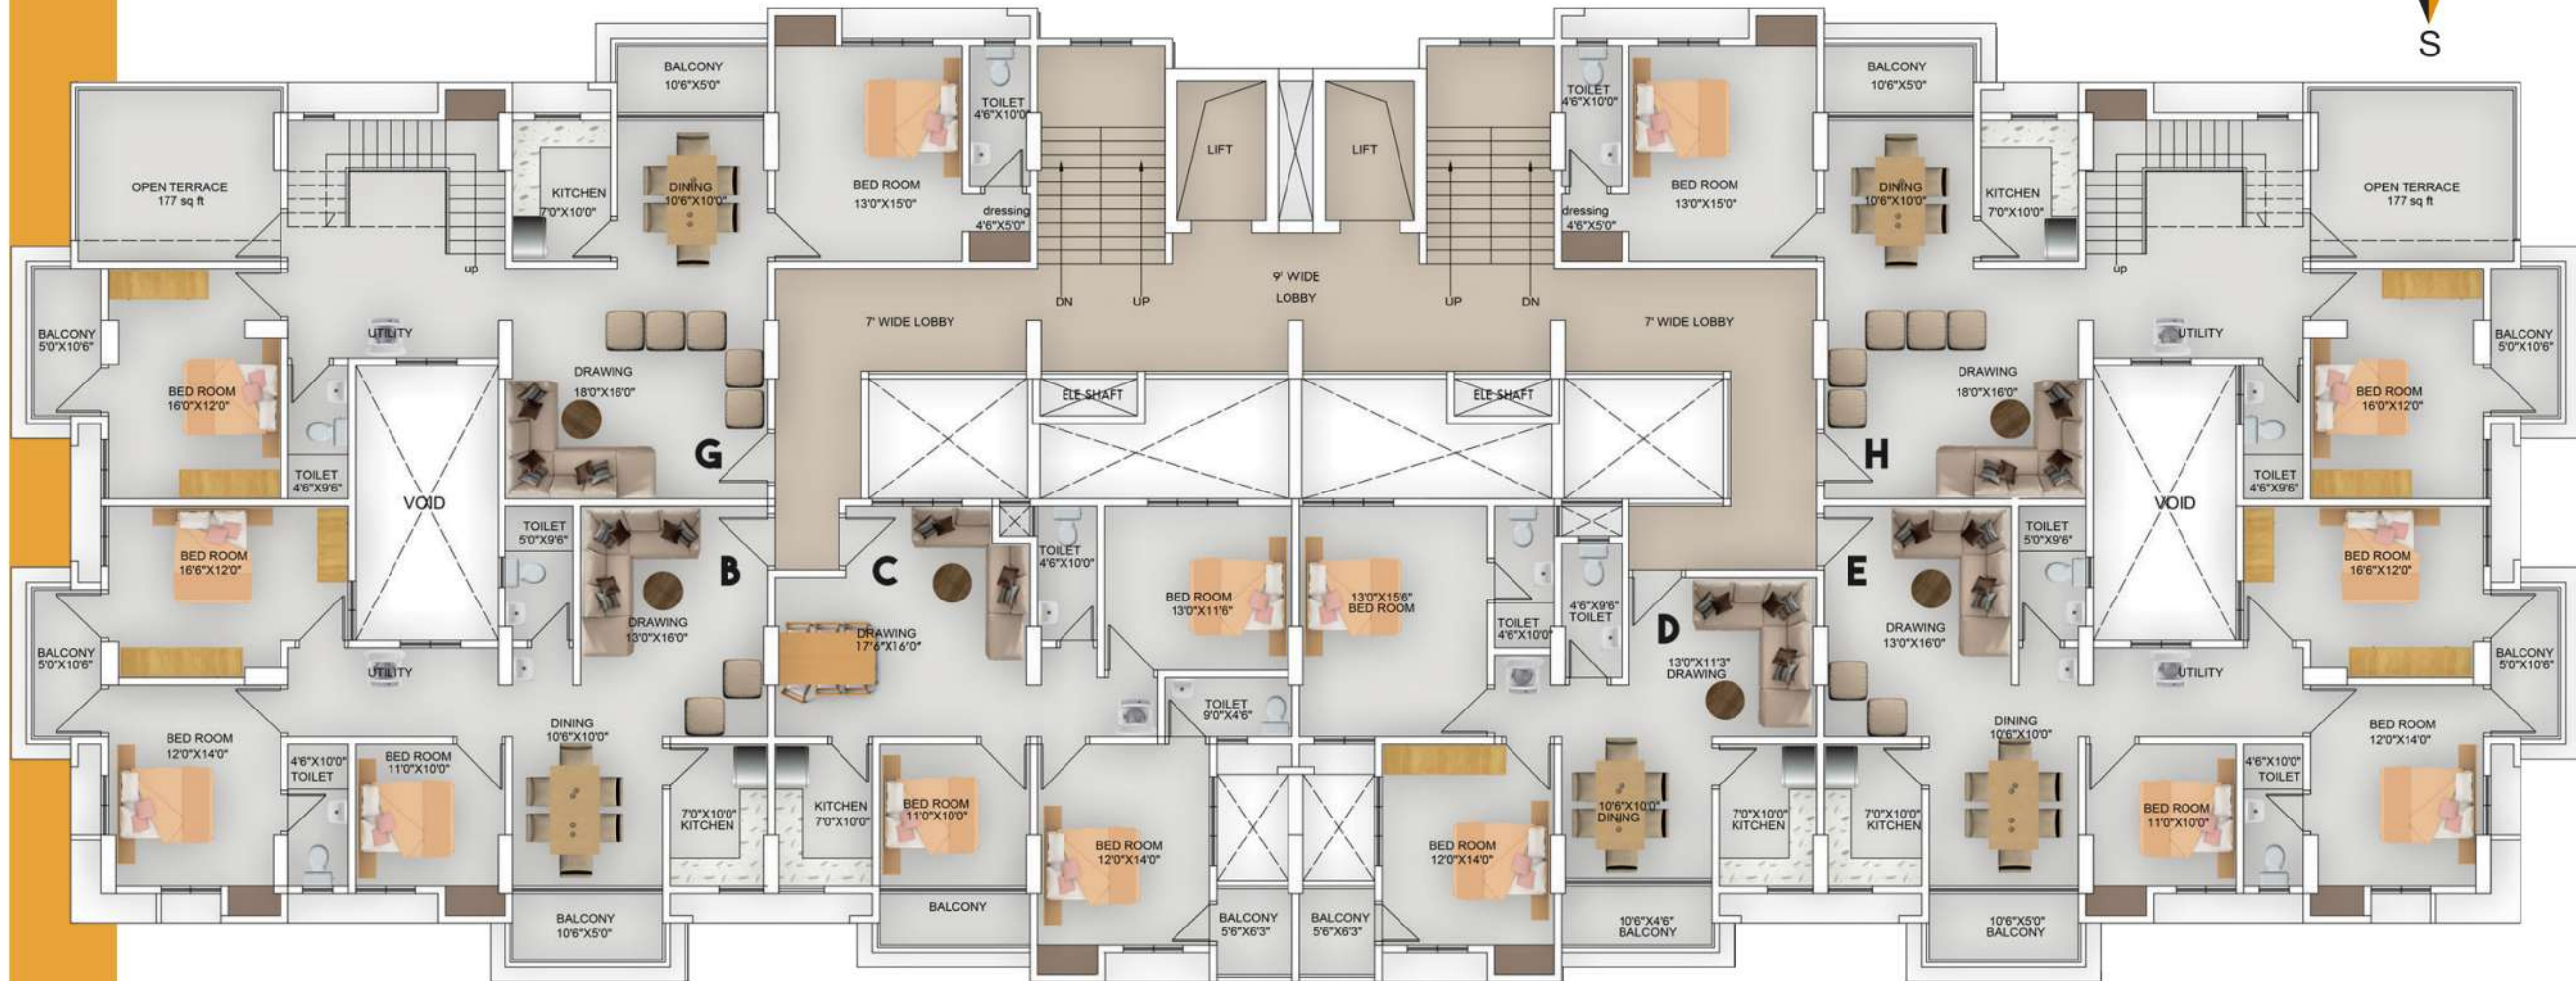 S
BALCONY
10'6"X5'0"
BALCONY
10'6"X5'0"
TOILET
4'6"X10'0"
TOILET
4'6"X10'0"
LIFT
LIFT
OPEN TERRACE
177 sq ft
KITCHEN
7'0"X10'0"
DINING
10'6"X10'0"
BED ROOM
13'0"X15'0"
dressing
4'6"X5'0"
dressing
4'6"X5'0"
BED ROOM
13'0"X15'0"
DINING
10'6"X10'0"
KITCHEN
7'0"X10'0"
OPEN TERRACE
177 sq ft
up
up
9' WIDE
LOBBY
DN
UP
UP
DN
7' WIDE LOBBY
7' WIDE LOBBY
BALCONY
5'0"X10'6"
UTILITY
UTILITY
BALCONY
5'0"X10'6"
BED ROOM
16'0"X12'0"
DRAWING
18'0"X16'0"
ELE SHAFT
ELE SHAFT
DRAWING
18'0"X16'0"
BED ROOM
16'0"X12'0"
G
H
TOILET
4'6"X9'6"
TOILET
4'6"X9'6"
VOID
VOID
BED ROOM
16'6"X12'0"
TOILET
5'0"X9'6"
B
C
TOILET
4'6"X10'0"
BED ROOM
13'0"X11'6"
13'0"X15'6"
BED ROOM
TOILET
4'6"X10'0"
4'6"X9'6"
TOILET
D
E
TOILET
5'0"X9'6"
BED ROOM
16'6"X12'0"
BALCONY
5'0"X10'6"
DRAWING
13'0"X16'0"
DRAWING
17'6"X16'0"
13'0"X11'3"
DRAWING
DRAWING
13'0"X16'0"
BALCONY
5'0"X10'6"
UTILITY
UTILITY
TOILET
9'0"X4'6"
BED ROOM
12'0"X14'0"
DINING
10'6"X10'0"
DINING
10'6"X10'0"
BED ROOM
12'0"X14'0"
4'6"X10'0"
TOILET
BED ROOM
11'0"X10'0"
7'0"X10'0"
KITCHEN
KITCHEN
7'0"X10'0"
BED ROOM
11'0"X10'0"
BED ROOM
12'0"X14'0"
BED ROOM
12'0"X14'0"
10'6"X10'0"
DINING
7'0"X10'0"
KITCHEN
7'0"X10'0"
KITCHEN
BED ROOM
11'0"X10'0"
4'6"X10'0"
TOILET
BALCONY
10'6"X5'0"
BALCONY
BALCONY
5'6"X6'3"
BALCONY
5'6"X6'3"
10'6"X4'6"
BALCONY
10'6"X5'0"
BALCONY